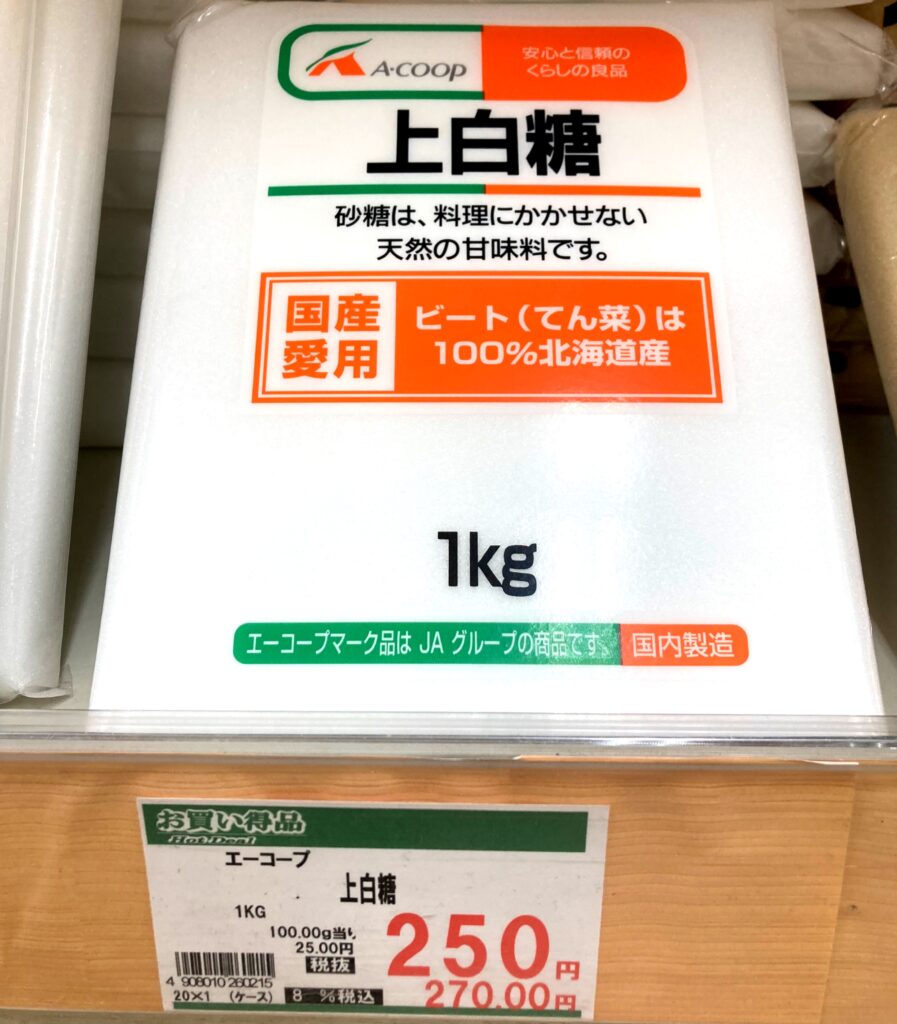 A·COOP
安心と信頼の
くらしの良品
上白糖
砂糖は、料理にかかせない
天然の甘味料です。
国産
愛用
ビート（てん菜）は
100%北海道産
1kg
エーコープマーク品は JA グループの商品です。
国内製造
お買い得品
Hot Deal
エーコープ
上白糖
1KG
100.00g当り
25.00円
税抜
250円
4 908010 260215
20×1 (ケース)
8 %税込
270.00円